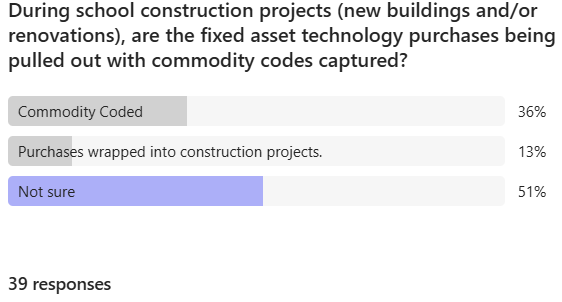 During school construction projects (new buildings and/or
renovations), are the fixed asset technology purchases being
pulled out with commodity codes captured?
Commodity Coded 36%
Purchases wrapped into construction projects. 13%
Not sure 51%
39 responses